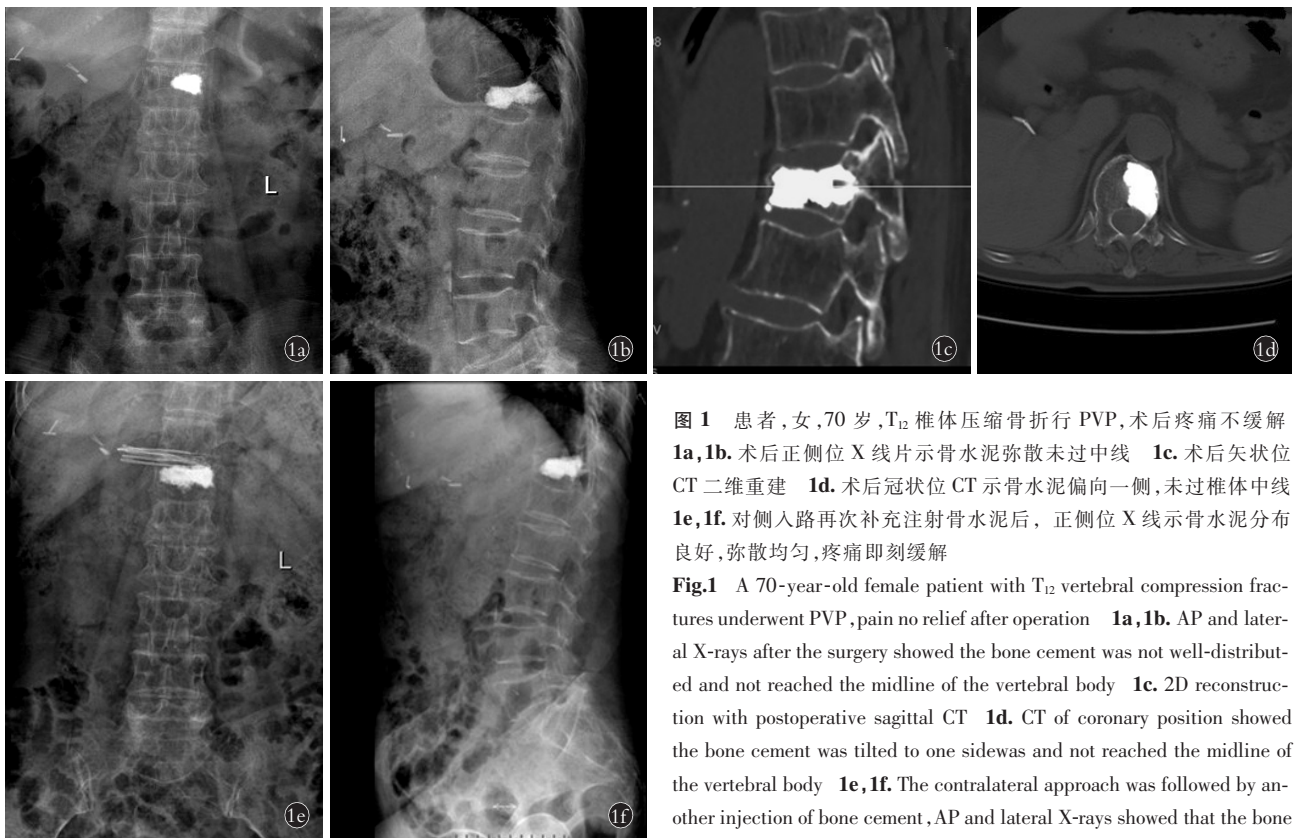 L
1a
1b
1c
1d
L
1e
1f
图 1 患者,女,70 岁,T12 椎体压缩骨折行 PVP,术后疼痛不缓解
1a,1b. 术后正侧位 X 线片示骨水泥弥散未过中线 1c. 术后矢状位
CT 二维重建 1d. 术后冠状位 CT 示骨水泥偏向一侧,未过椎体中线
1e,1f. 对侧入路再次补充注射骨水泥后, 正侧位 X 线示骨水泥分布
良好,弥散均匀,疼痛即刻缓解
Fig.1 A 70-year-old female patient with T12 vertebral compression frac-
tures underwent PVP,pain no relief after operation 1a,1b. AP and later-
al X-rays after the surgery showed the bone cement was not well-distribut-
ed and not reached the midline of the vertebral body 1c. 2D reconstruc-
tion with postoperative sagittal CT 1d. CT of coronary position showed
the bone cement was tilted to one sidewas and not reached the midline of
the vertebral body 1e,1f. The contralateral approach was followed by an-
other injection of bone cement,AP and lateral X-rays showed that the bone